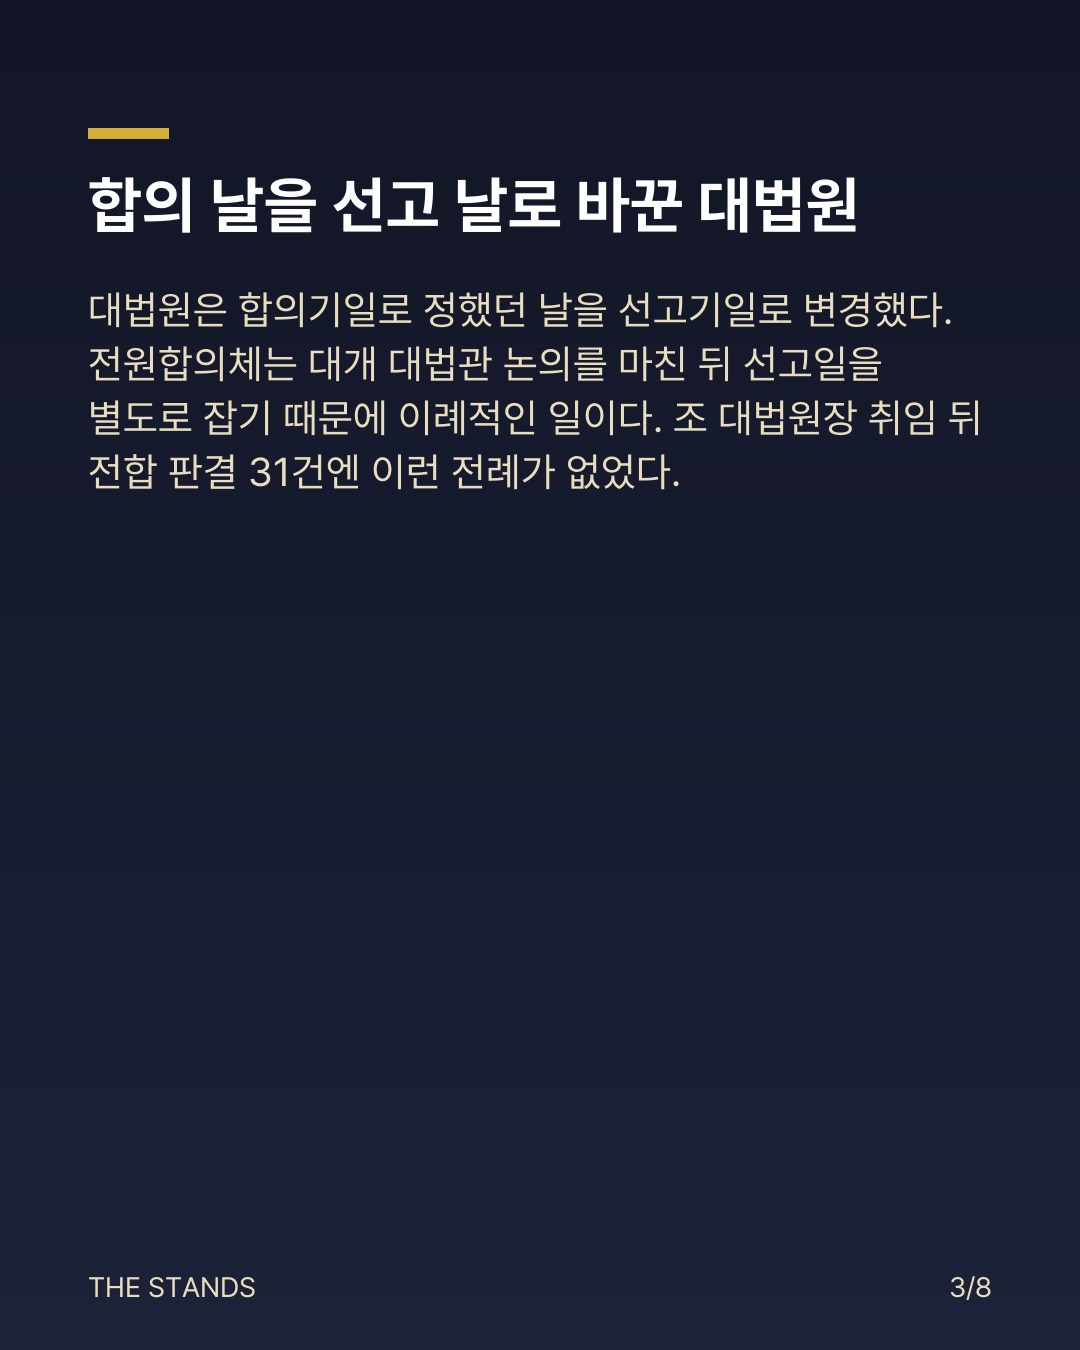 합의 날을 선고 날로 바꾼 대법원
대법원은 합의기일로 정했던 날을 선고기일로 변경했다.
전원합의체는 대개 대법관 논의를 마친 뒤 선고일을
별도로 잡기 때문에 이례적인 일이다. 조 대법원장 취임 뒤
전합 판결 31건엔 이런 전례가 없었다.
THE STANDS
3/8